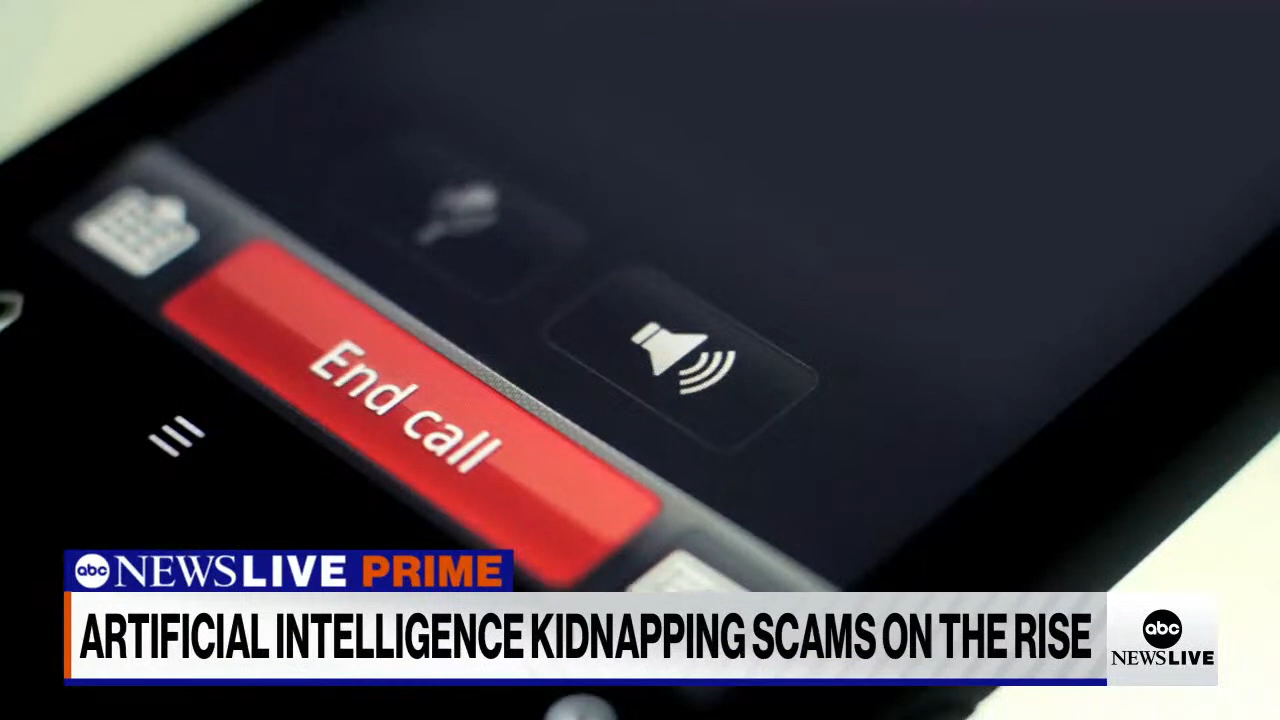 End call
abc NEWS LIVE PRIME
ARTIFICIAL INTELLIGENCE KIDNAPPING SCAMS ON THE RISE
abc
NEWS LIVE